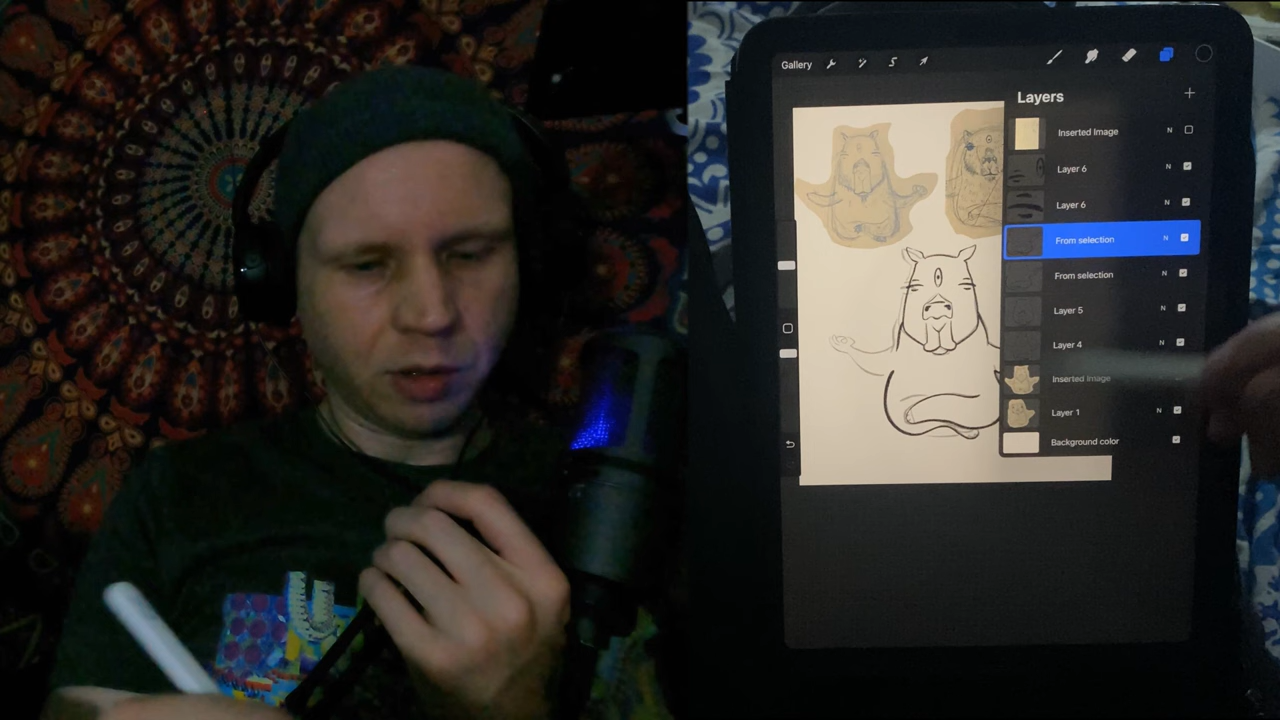 Gallery
Layers
Inserted Image N
Layer 6 N
Layer 6 N
From selection N
From selection N
Layer 5 N
Layer 4 N
Inserted Image
Layer 1 N
Background color